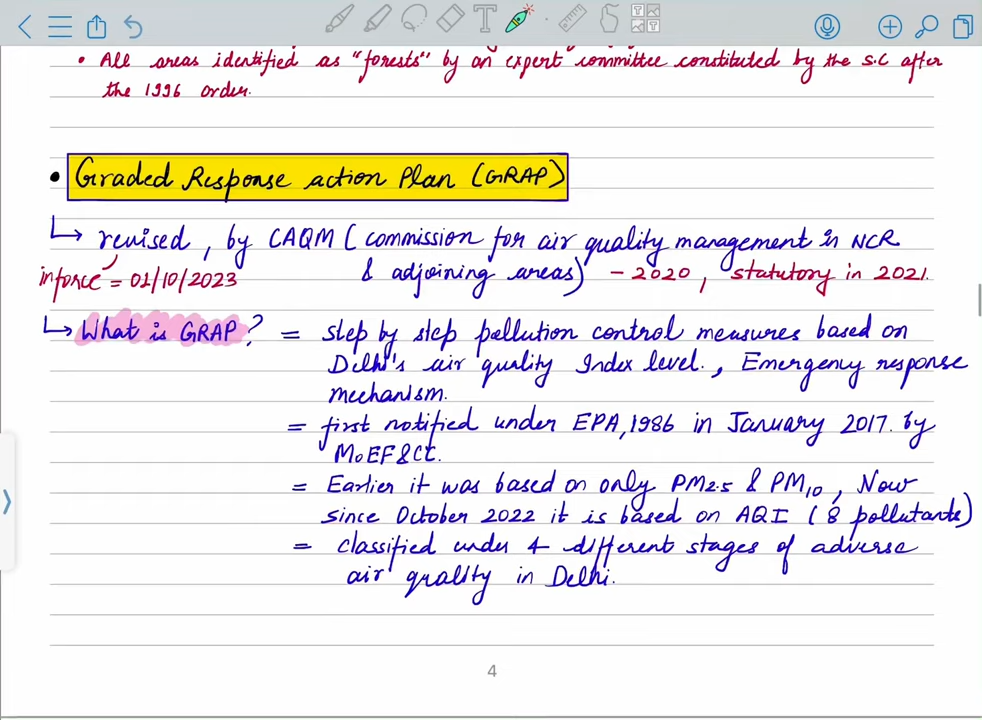 • All areas identified as "forests" by an expert committee constituted by the S.C after
the 1996 order.
• Graded Response action Plan (GRAP)
↳ revised, by CAQM (commission for air quality management in NCR
& adjoining areas) - 2020, statutory in 2021.
inforce = 01/10/2023
↳ What is GRAP? = step by step pollution control measures based on
Delhi's air quality Index level., Emergency response
mechanism.
= first notified under EPA, 1986 in January 2017. by
MoEF&CC.
= Earlier it was based on only PM2.5 & PM10, Now
since October 2022 it is based on AQI (8 pollutants)
= classified under 4 different stages of adverse
air quality in Delhi.
4